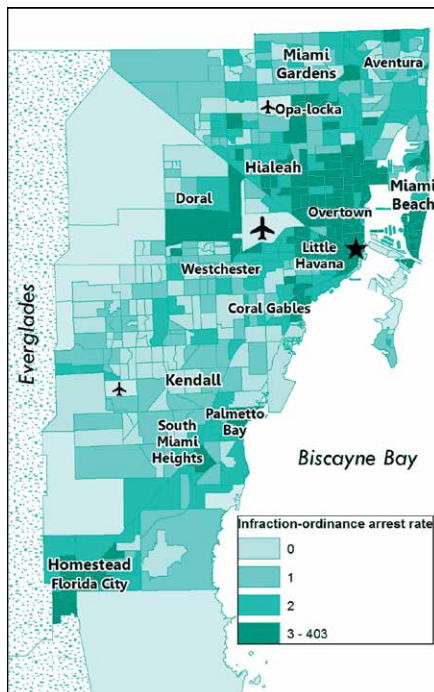 Miami
Gardens
Aventura
Opa-locka
Hialeah
Miami
Beach
Doral
Overtown
Little
Havana
Westchester
Coral Gables
Everglades
Kendall
Palmetto
Bay
South
Miami
Heights
Biscayne Bay
Homestead
Florida City
Infraction-ordinance arrest rate
0
1
2
3 - 403